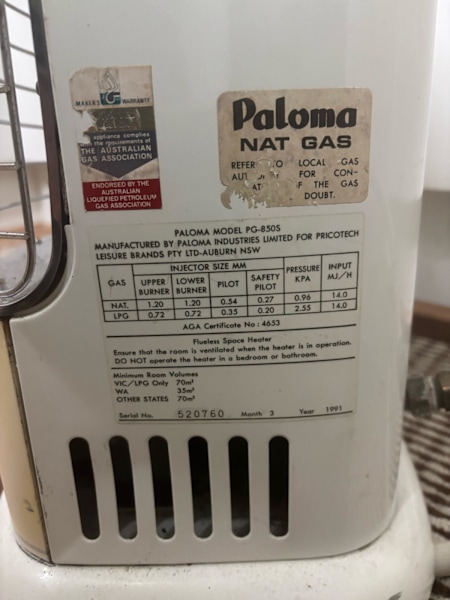 MAKER'S WARRANTY
appliance complies
with the requirements of
THE AUSTRALIAN
GAS ASSOCIATION
ENDORSED BY THE
AUSTRALIAN
LIQUEFIED PETROLEUM
GAS ASSOCIATION
Paloma
NAT GAS
REFER TO LOCAL GAS
FOR CON-
OF THE GAS
DOUBT.
PALOMA MODEL PG-850S
MANUFACTURED BY PALOMA INDUSTRIES LIMITED FOR PRICOTECH
LEISURE BRANDS PTY LTD-AUBURN NSW
GAS INJECTOR SIZE MM PRESSURE KPA INPUT MJ/H
UPPER BURNER LOWER BURNER PILOT SAFETY PILOT
NAT. 1.20 1.20 0.54 0.27 0.96 14.0
LPG 0.72 0.72 0.35 0.20 2.55 14.0
AGA Certificate No: 4653
Flueless Space Heater
Ensure that the room is ventilated when the heater is in operation.
DO NOT operate the heater in a bedroom or bathroom.
Minimum Room Volumes
VIC/LPG Only 70m³
WA 35m³
OTHER STATES 70m³
Serial No. 520760 Month 3 Year 1991